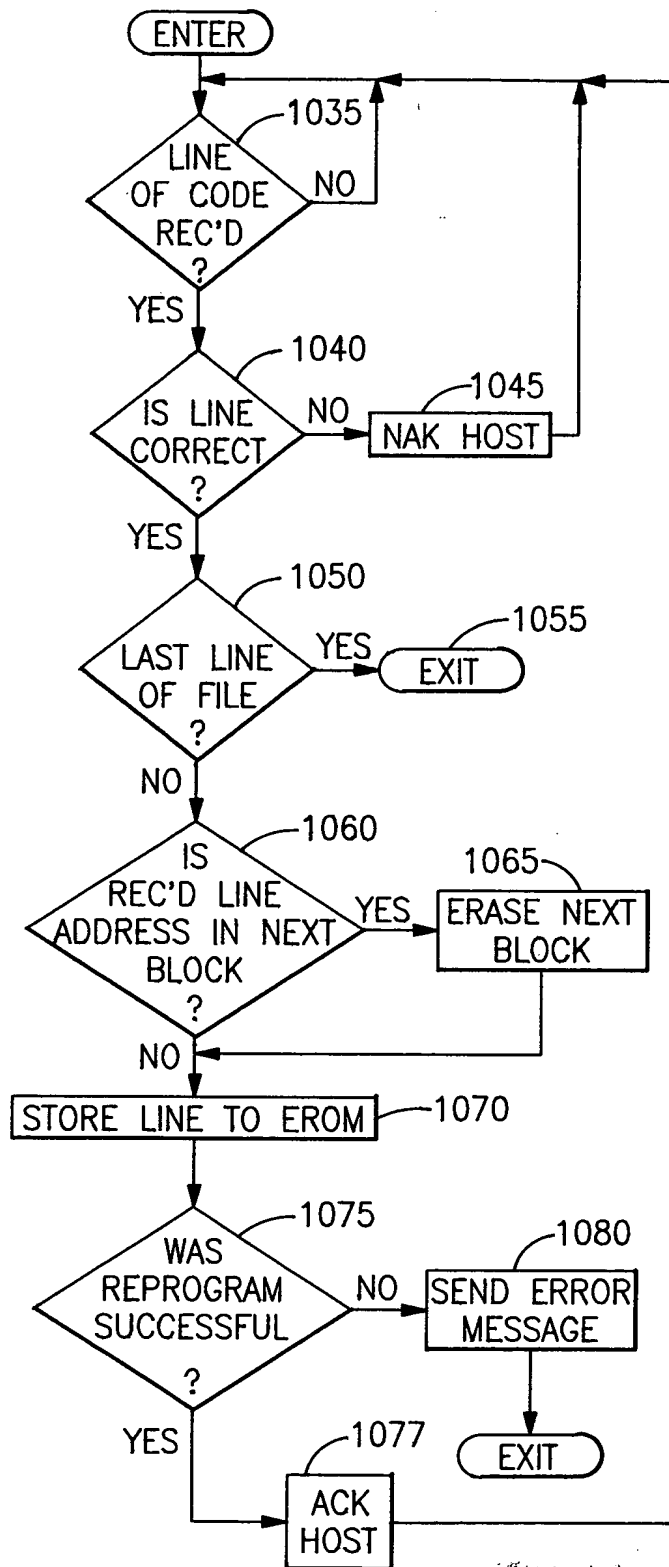 ENTER
1035
LINE
OF CODE
REC'D
?
NO
YES
1040
IS LINE
CORRECT
?
NO
1045
NAK HOST
YES
1050
LAST LINE
OF FILE
?
YES
1055
EXIT
NO
1060
IS
REC'D LINE
ADDRESS IN NEXT
BLOCK
?
YES
1065
ERASE NEXT
BLOCK
NO
STORE LINE TO EROM
1070
1075
WAS
REPROGRAM
SUCCESSFUL
?
NO
1080
SEND ERROR
MESSAGE
EXIT
YES
1077
ACK
HOST